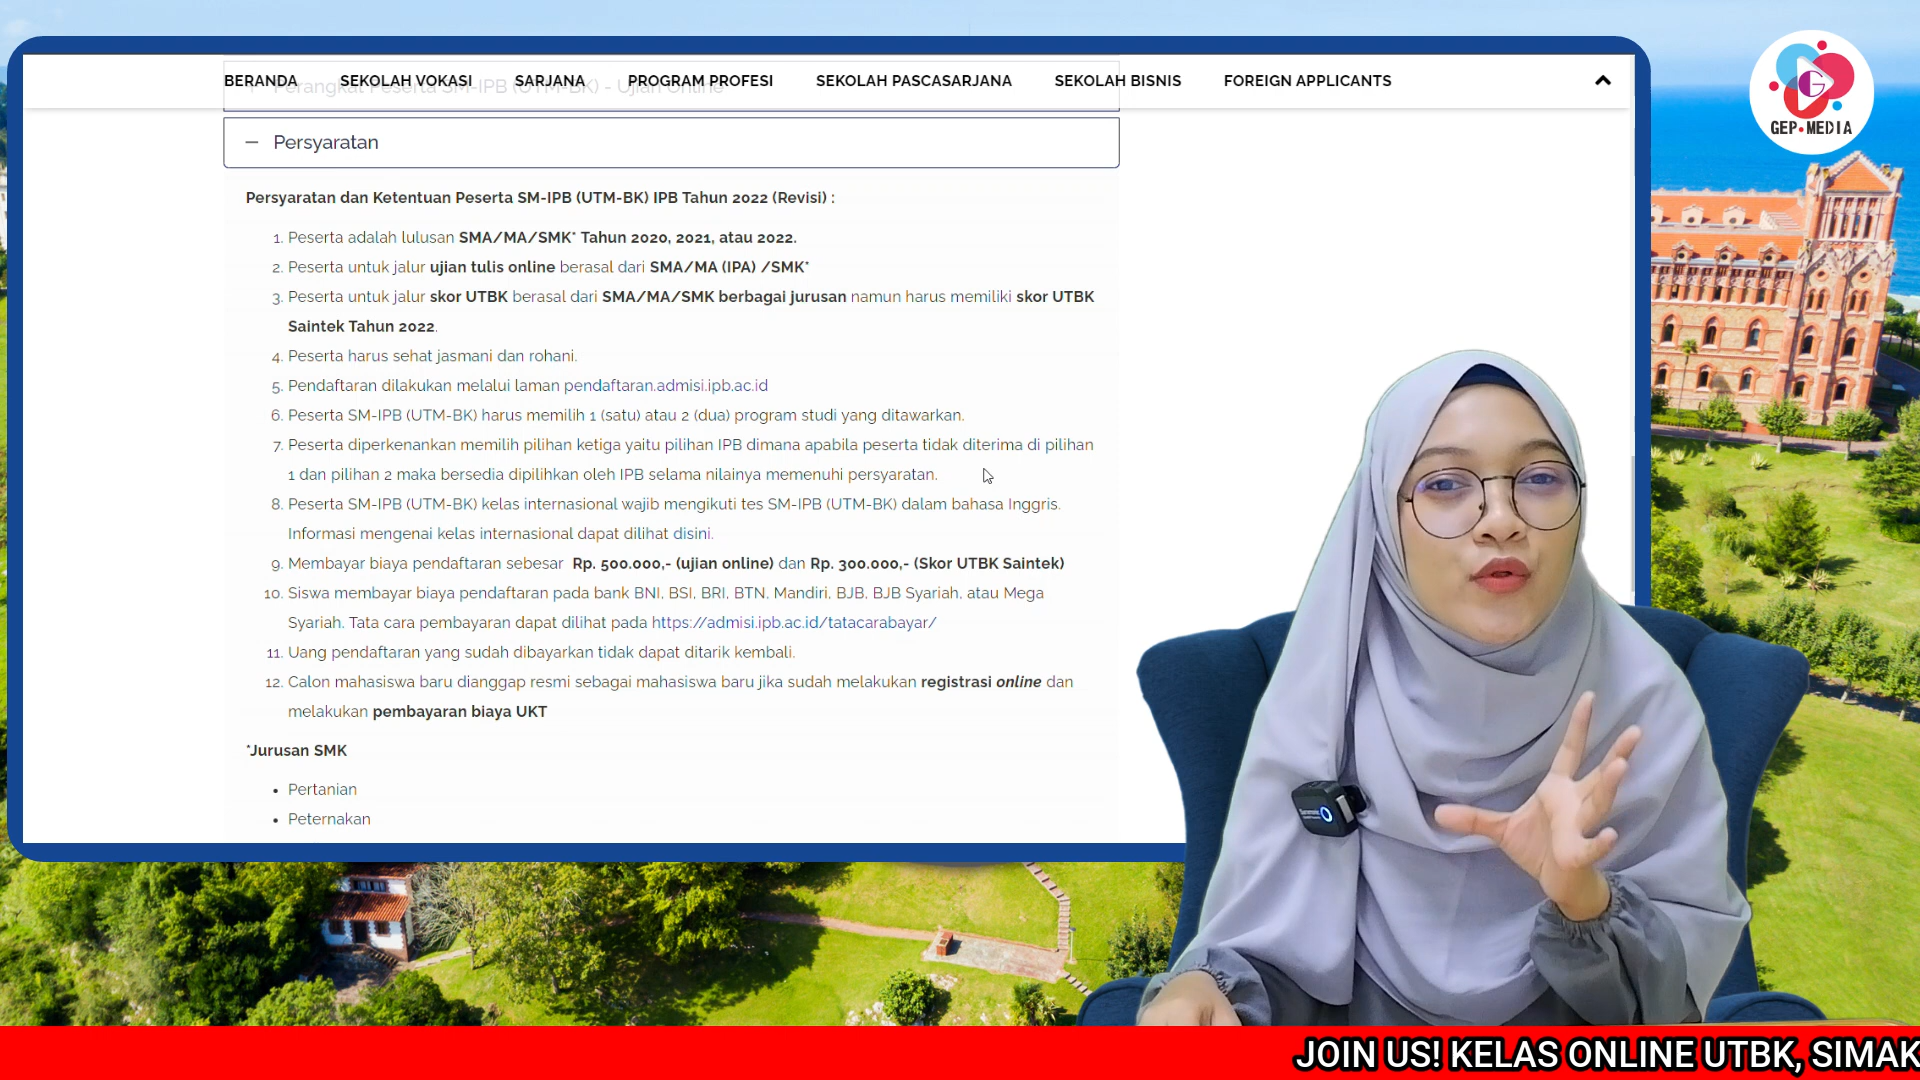 BERANDA SEKOLAH VOKASI SARJANA PROGRAM PROFESI SEKOLAH PASCASARJANA SEKOLAH BISNIS FOREIGN APPLICANTS
Perangkat Peserta SM-IPB (UTM-BK) - Ujian Online
GEP•MEDIA
Persyaratan
Persyaratan dan Ketentuan Peserta SM-IPB (UTM-BK) IPB Tahun 2022 (Revisi) :
1. Peserta adalah lulusan SMA/MA/SMK* Tahun 2020, 2021, atau 2022.
2. Peserta untuk jalur ujian tulis online berasal dari SMA/MA (IPA) /SMK*
3. Peserta untuk jalur skor UTBK berasal dari SMA/MA/SMK berbagai jurusan namun harus memiliki skor UTBK
Saintek Tahun 2022.
4. Peserta harus sehat jasmani dan rohani.
5. Pendaftaran dilakukan melalui laman pendaftaran.admisi.ipb.ac.id
6. Peserta SM-IPB (UTM-BK) harus memilih 1 (satu) atau 2 (dua) program studi yang ditawarkan.
7. Peserta diperkenankan memilih pilihan ketiga yaitu pilihan IPB dimana apabila peserta tidak diterima di pilihan
1 dan pilihan 2 maka bersedia dipilihkan oleh IPB selama nilainya memenuhi persyaratan.
8. Peserta SM-IPB (UTM-BK) kelas internasional wajib mengikuti tes SM-IPB (UTM-BK) dalam bahasa Inggris.
Informasi mengenai kelas internasional dapat dilihat disini.
9. Membayar biaya pendaftaran sebesar Rp. 500.000,- (ujian online) dan Rp. 300.000,- (Skor UTBK Saintek)
10. Siswa membayar biaya pendaftaran pada bank BNI, BSI, BRI, BTN, Mandiri, BJB, BJB Syariah, atau Mega
Syariah. Tata cara pembayaran dapat dilihat pada https://admisi.ipb.ac.id/tatacarabayar/
11. Uang pendaftaran yang sudah dibayarkan tidak dapat ditarik kembali.
12. Calon mahasiswa baru dianggap resmi sebagai mahasiswa baru jika sudah melakukan registrasi online dan
melakukan pembayaran biaya UKT
*Jurusan SMK
• Pertanian
• Peternakan
JOIN US! KELAS ONLINE UTBK, SIMAK